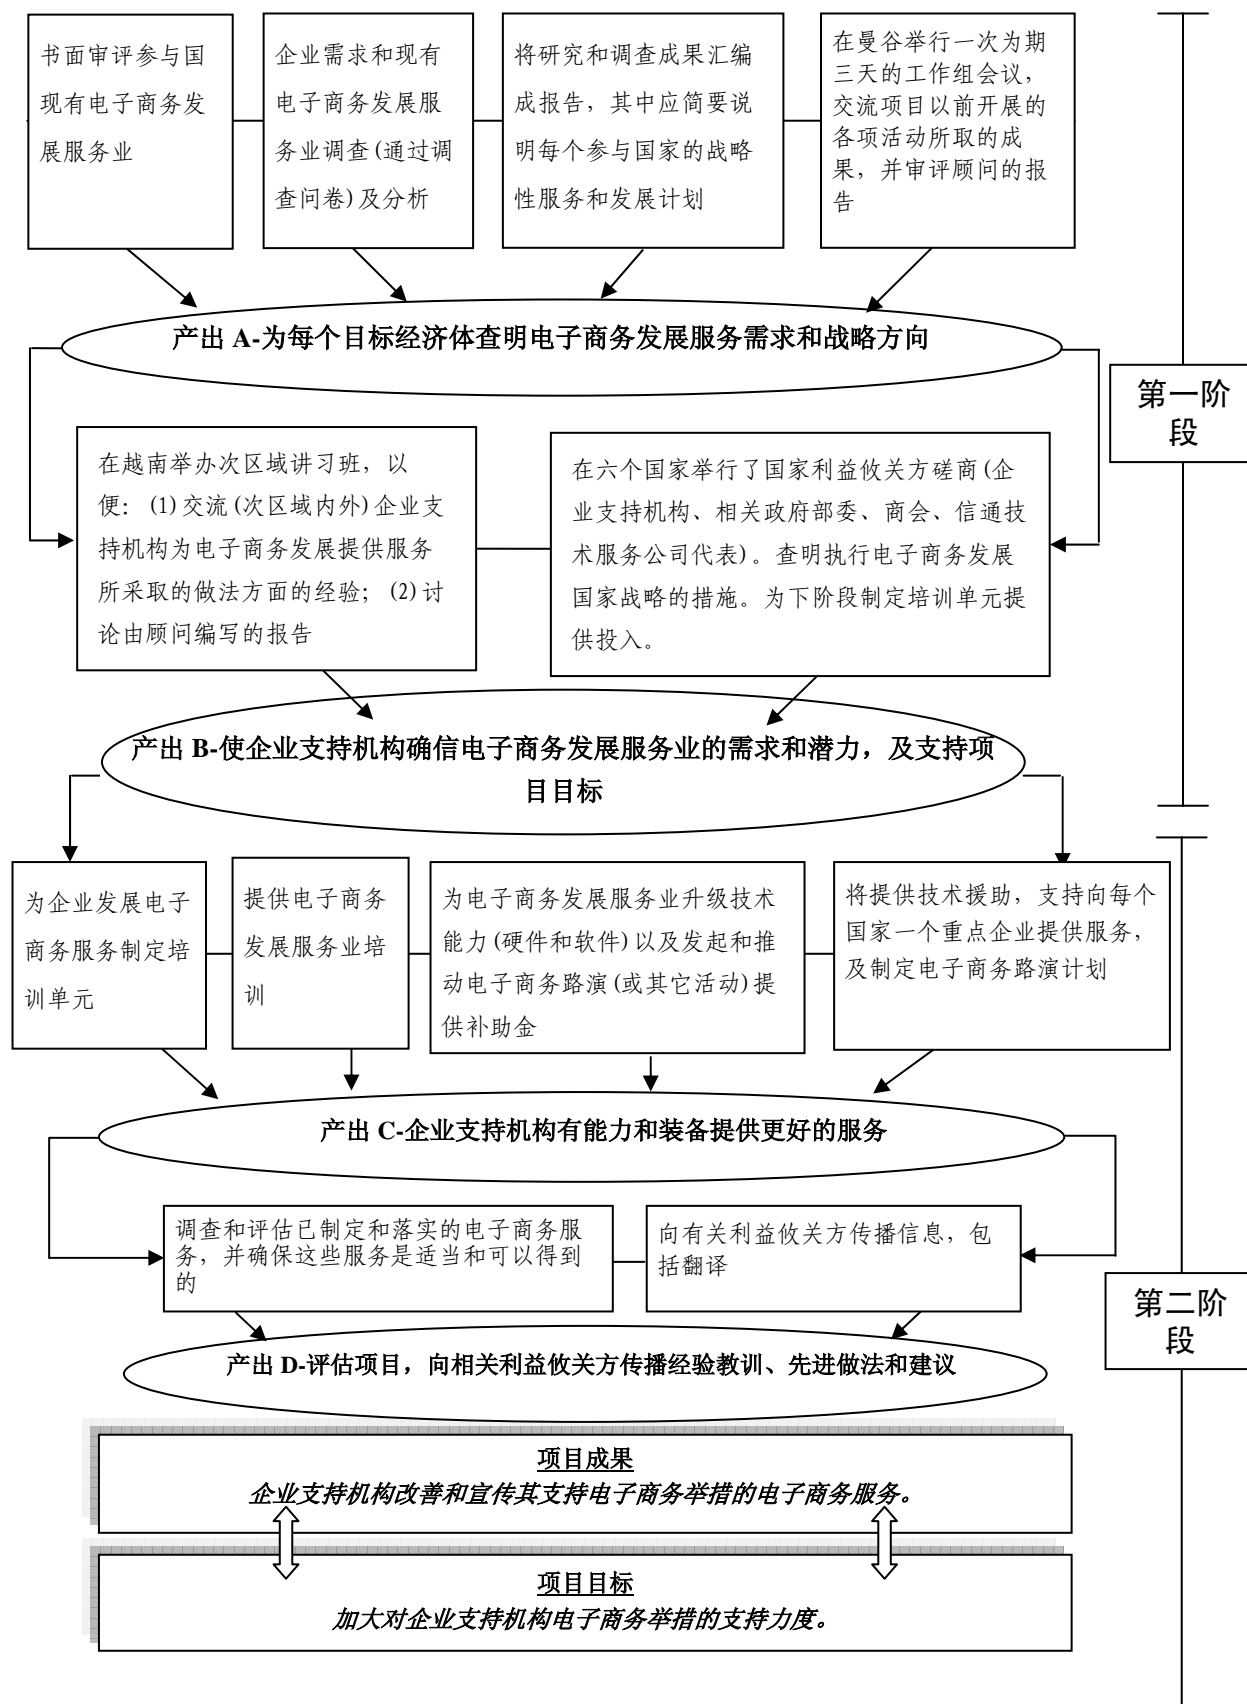 书面审评参与国
现有电子商务发
展服务业
企业需求和现有
电子商务发展服
务业调查(通过调
查问卷)及分析
将研究和调查成果汇编
成报告，其中应简要说
明每个参与国家的战略
性服务和发展计划
在曼谷举行一次为期
三天的工作组会议，
交流项目以前开展的
各项活动所取的成
果，并审评顾问的报
告
产出 A-为每个目标经济体查明电子商务发展服务需求和战略方向
第一阶
段
在越南举办次区域讲习班，以
便： (1)交流(次区域内外)企业支
持机构为电子商务发展提供服务
所采取的做法方面的经验； (2)讨
论由顾问编写的报告
在六个国家举行了国家利益攸关方磋商(企
业支持机构、相关政府部委、商会、信通技
术服务公司代表)。查明执行电子商务发展
国家战略的措施。为下阶段制定培训单元提
供投入。
产出 B-使企业支持机构确信电子商务发展服务业的需求和潜力，及支持项
目目标
为企业发展电子
商务服务制定培
训单元
提供电子商务
发展服务业培
训
为电子商务发展服务业升级技术
能力(硬件和软件)以及发起和推
动电子商务路演(或其它活动)提
供补助金
将提供技术援助，支持向每个
国家一个重点企业提供服务，
及制定电子商务路演计划
产出 C-企业支持机构有能力和装备提供更好的服务
调查和评估已制定和落实的电子商务服
务，并确保这些服务是适当和可以得到
的
向有关利益攸关方传播信息，包
括翻译
第二阶
段
产出 D-评估项目，向相关利益攸关方传播经验教训、先进做法和建议
项目成果
企业支持机构改善和宣传其支持电子商务举措的电子商务服务。
项目目标
加大对企业支持机构电子商务举措的支持力度。